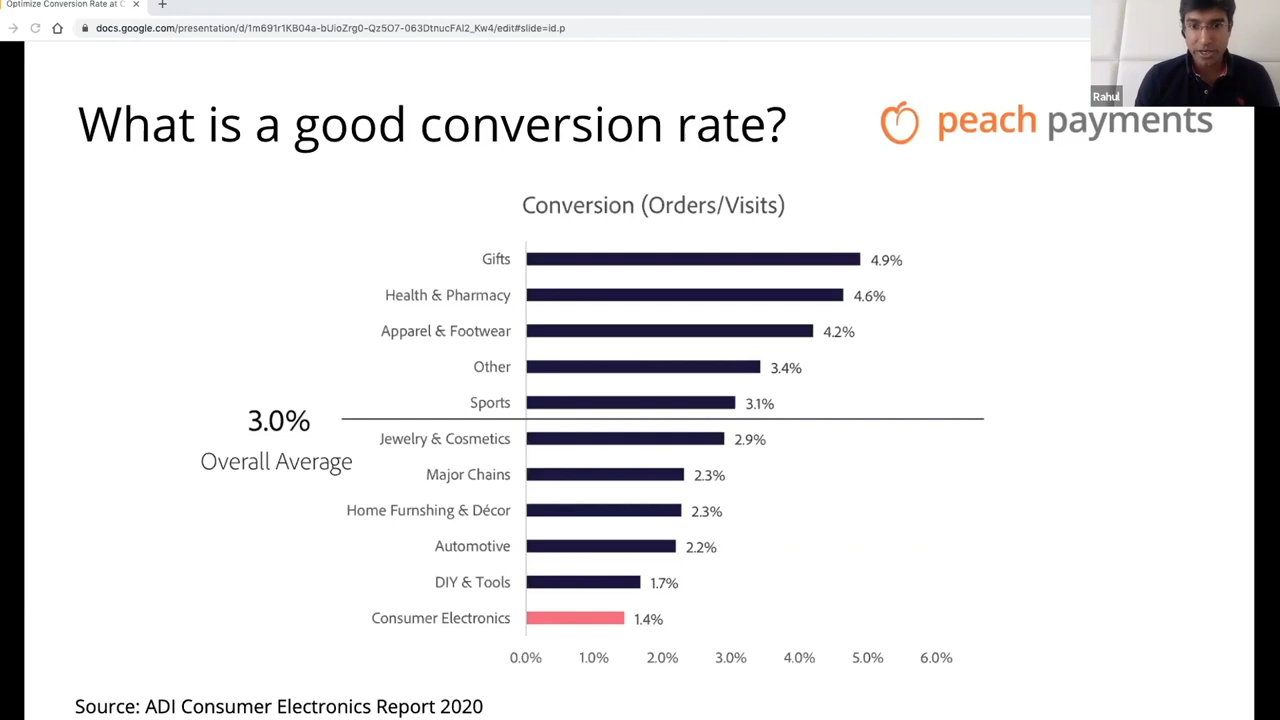 Optimize Conversion Rate at C
docs.google.com/presentation/d/1m691r1KB04a-bUioZrg0-Qz5O7-063DtnucFAI2_Kw4/edit#slide=id.p
Rahul
What is a good conversion rate?
peach payments
Conversion (Orders/Visits)
Gifts 4.9%
Health & Pharmacy 4.6%
Apparel & Footwear 4.2%
Other 3.4%
Sports 3.1%
3.0%
Overall Average
Jewelry & Cosmetics 2.9%
Major Chains 2.3%
Home Furnshing & Décor 2.3%
Automotive 2.2%
DIY & Tools 1.7%
Consumer Electronics 1.4%
0.0% 1.0% 2.0% 3.0% 4.0% 5.0% 6.0%
Source: ADI Consumer Electronics Report 2020